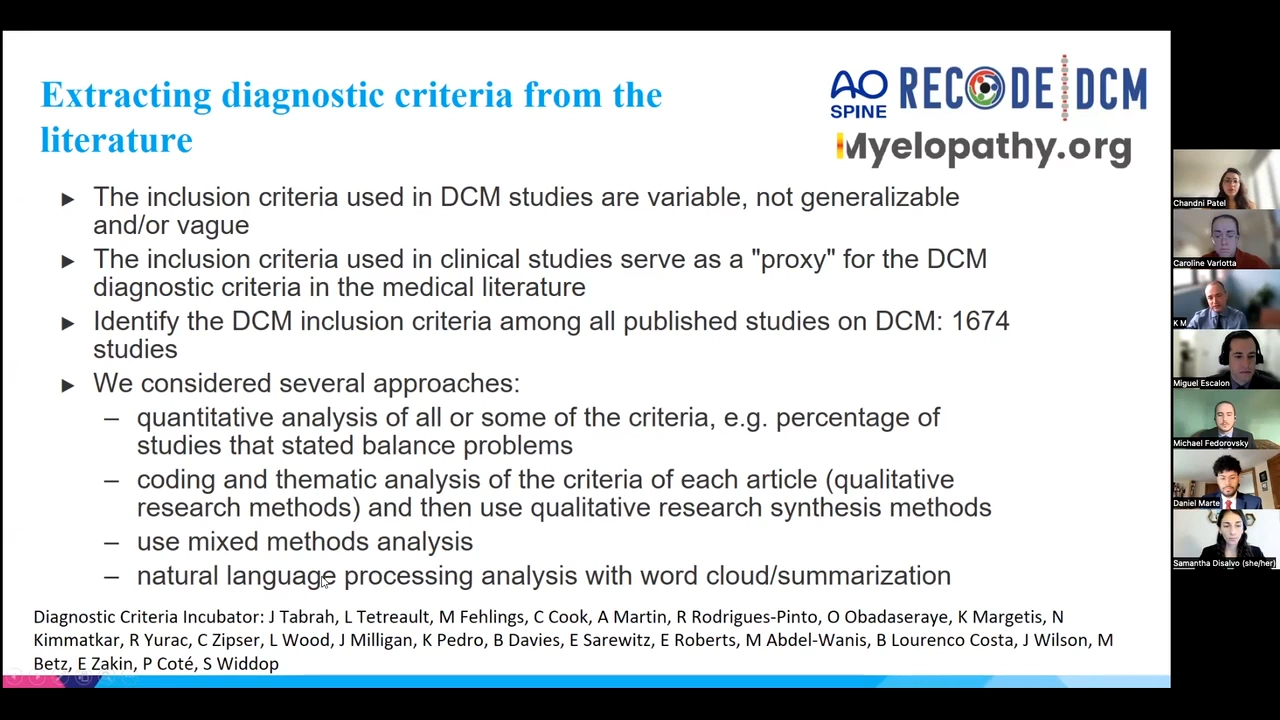 Extracting diagnostic criteria from the
literature
AO
SPINE
RECODE DCM
Myelopathy.org
► The inclusion criteria used in DCM studies are variable, not generalizable
and/or vague
► The inclusion criteria used in clinical studies serve as a "proxy" for the DCM
diagnostic criteria in the medical literature
► Identify the DCM inclusion criteria among all published studies on DCM: 1674
studies
► We considered several approaches:
– quantitative analysis of all or some of the criteria, e.g. percentage of
studies that stated balance problems
– coding and thematic analysis of the criteria of each article (qualitative
research methods) and then use qualitative research synthesis methods
– use mixed methods analysis
– natural language processing analysis with word cloud/summarization
Diagnostic Criteria Incubator: J Tabrah, L Tetreault, M Fehlings, C Cook, A Martin, R Rodrigues-Pinto, O Obadaseraye, K Margetis, N
Kimmatkar, R Yurac, C Zipser, L Wood, J Milligan, K Pedro, B Davies, E Sarewitz, E Roberts, M Abdel-Wanis, B Lourenco Costa, J Wilson, M
Betz, E Zakin, P Coté, S Widdop
Chandni Patel
Caroline Varlotta
K M
Miguel Escalon
Michael Fedorovsky
Daniel Marte
Samantha Disalvo (she/her)